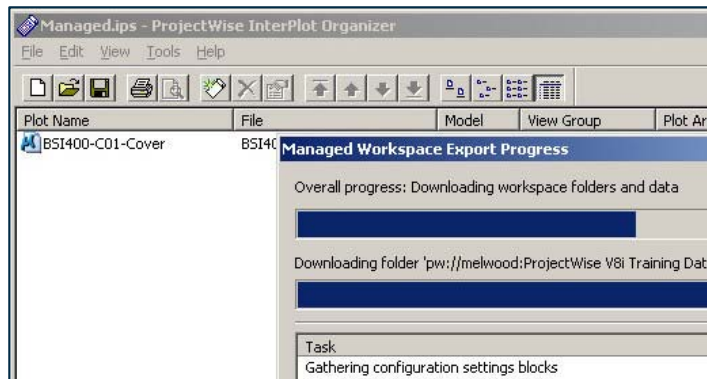 Managed.ips - ProjectWise InterPlot Organizer
File Edit View Tools Help
Plot Name File Model View Group Plot Ar
BSI400-C01-Cover BSI40
Managed Workspace Export Progress
Overall progress: Downloading workspace folders and data
Downloading folder 'pw://melwood:ProjectWise V8i Training Dat
Task
Gathering configuration settings blocks